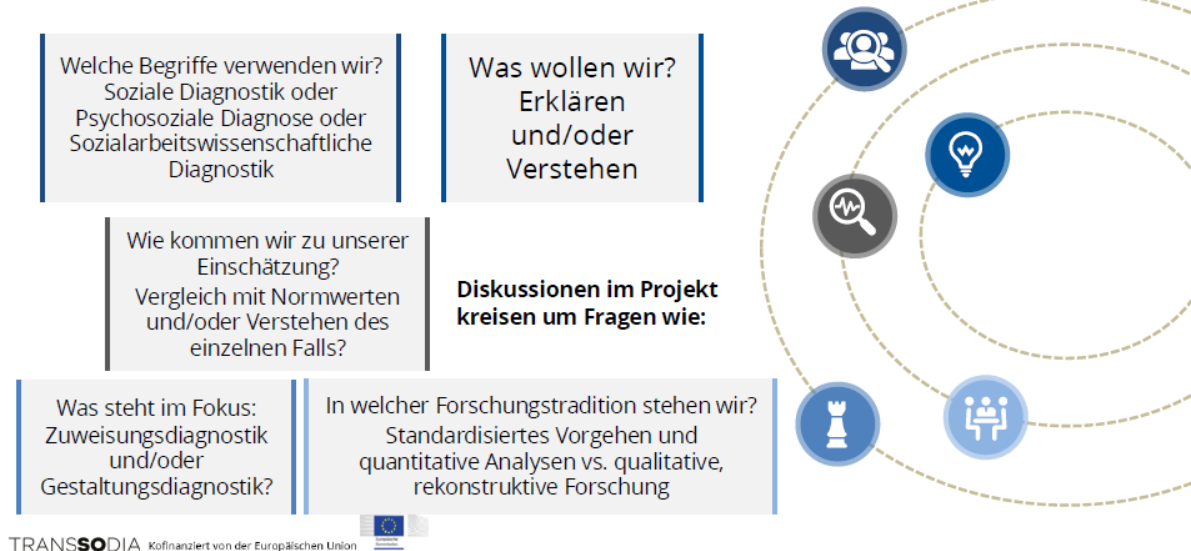 Welche Begriffe verwenden wir?
Soziale Diagnostik oder
Psychosoziale Diagnose oder
Sozialarbeitswissenschaftliche
Diagnostik
Was wollen wir?
Erklären
und/oder
Verstehen
Wie kommen wir zu unserer
Einschätzung?
Vergleich mit Normwerten
und/oder Verstehen des
einzelnen Falls?
Diskussionen im Projekt
kreisen um Fragen wie:
Was steht im Fokus:
Zuweisungsdiagnostik
und/oder
Gestaltungsdiagnostik?
In welcher Forschungstradition stehen wir?
Standardisiertes Vorgehen und
quantitative Analysen vs. qualitative,
rekonstruktive Forschung
TRANSSODIA Kofinanziert von der Europäischen Union